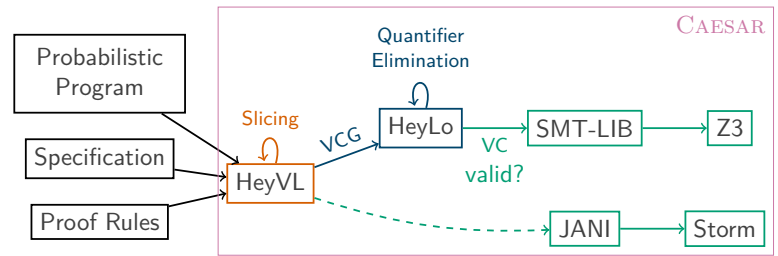 CAESAR
Probabilistic
Program
Quantifier
Elimination
Slicing
VCG
HeyLo
SMT-LIB
Z3
VC
valid?
Specification
HeyVL
Proof Rules
JANI
Storm